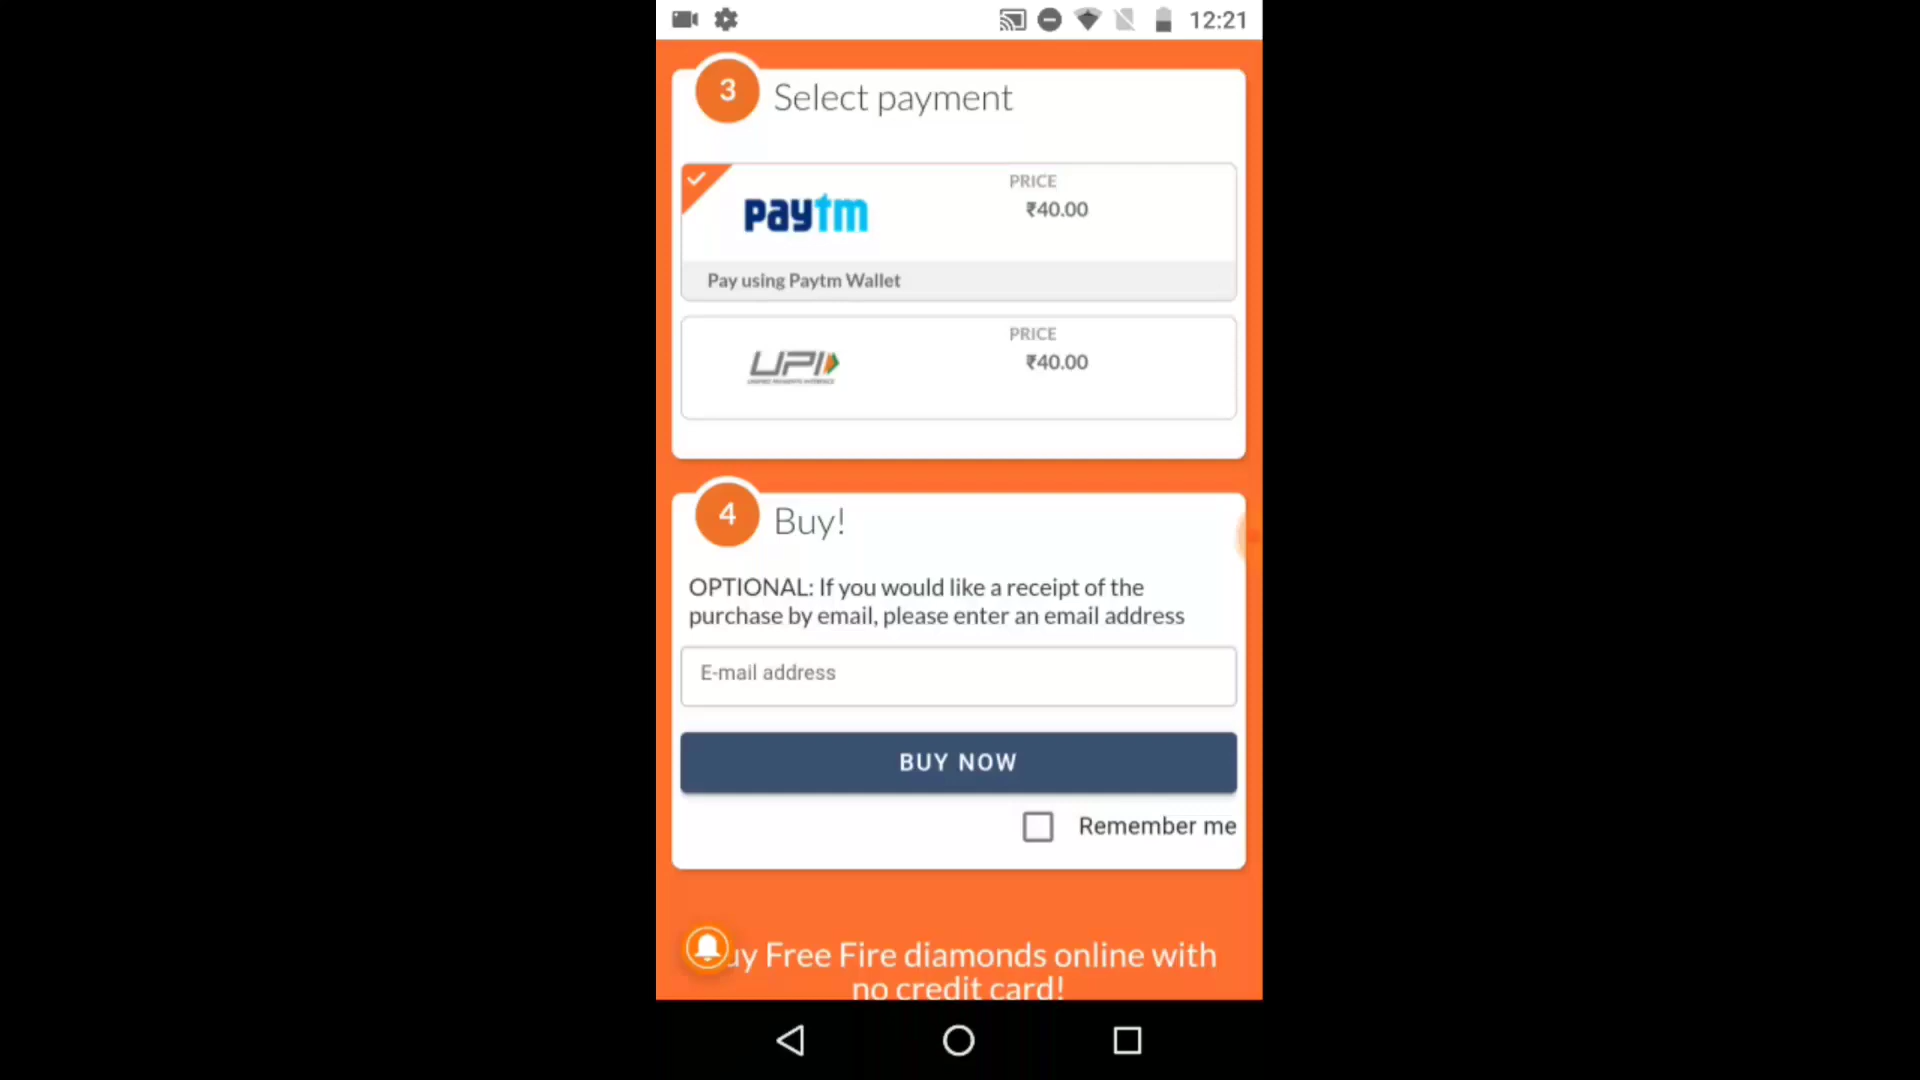 12:21
3
Select payment
PRICE
paytm
₹40.00
Pay using Paytm Wallet
PRICE
UPI
₹40.00
4
Buy!
OPTIONAL: If you would like a receipt of the
purchase by email, please enter an email address
E-mail address
BUY NOW
Remember me
uy Free Fire diamonds online with
no credit card!